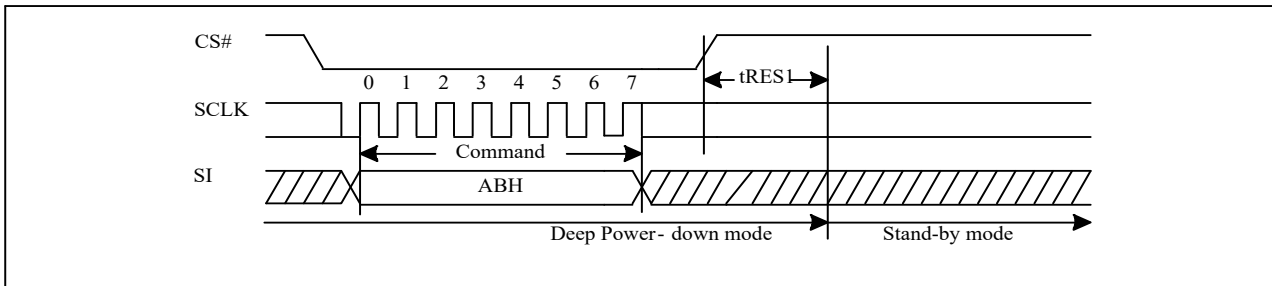 CS#
tRES1
0 1 2 3 4 5 6 7
SCLK
Command
SI
ABH
Deep Power- down mode
Stand-by mode